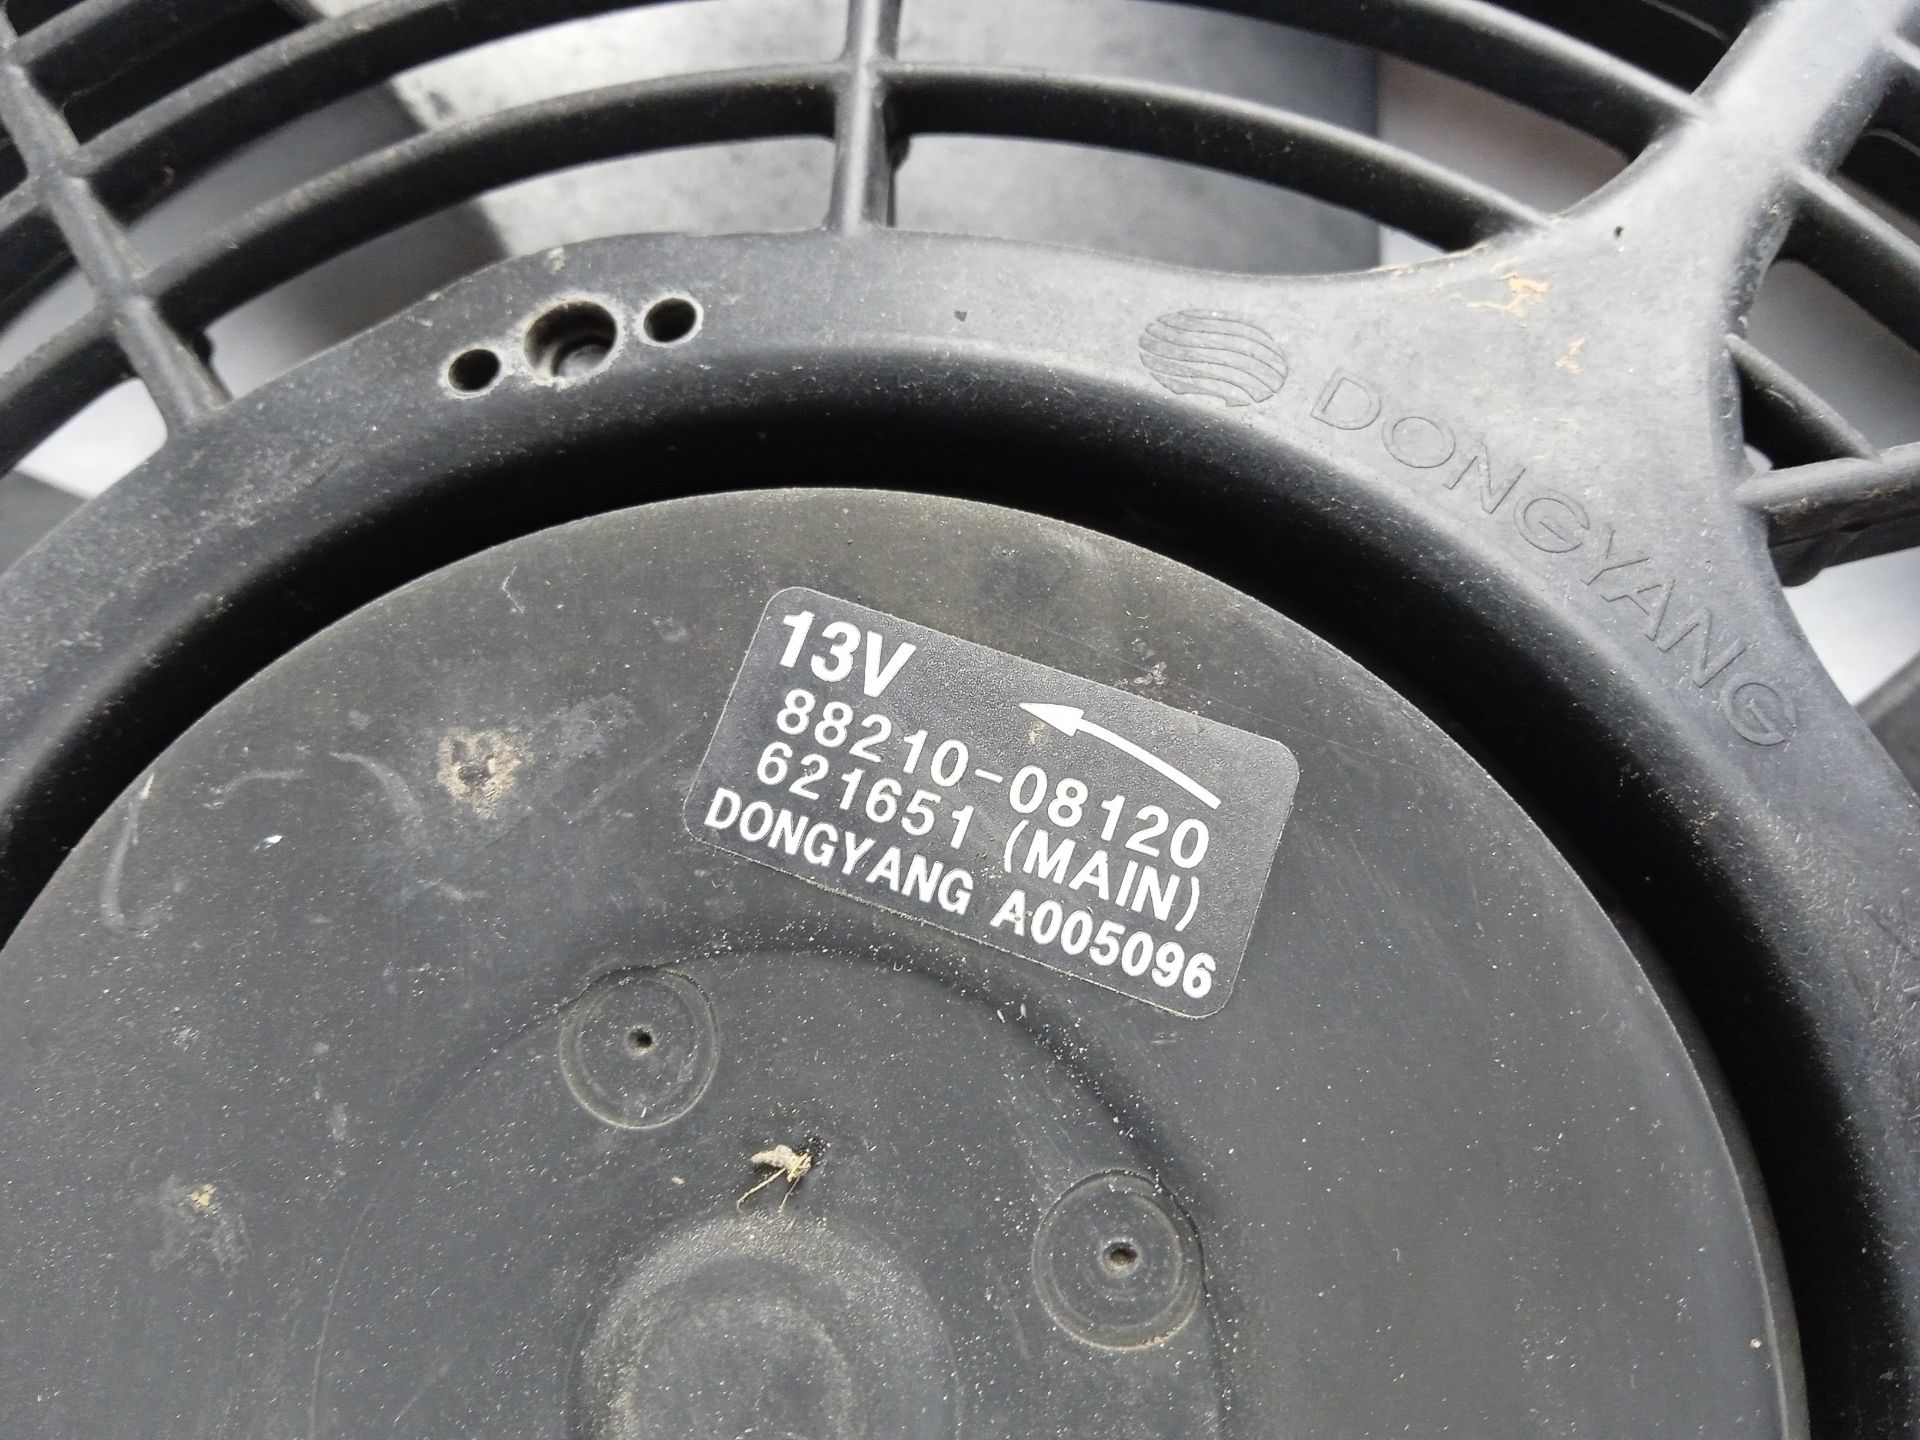 DONGYANG
13V
88210-08120
621651 (MAIN)
DONGYANG A005096